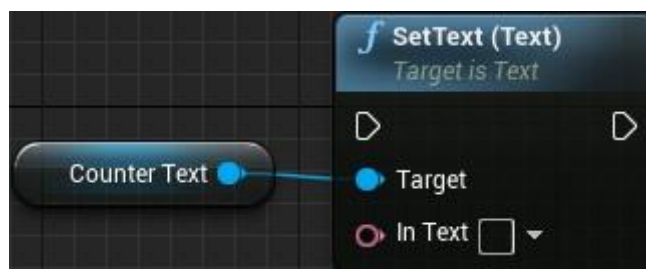 f SetText (Text)
Target is Text
Counter Text
Target
In Text